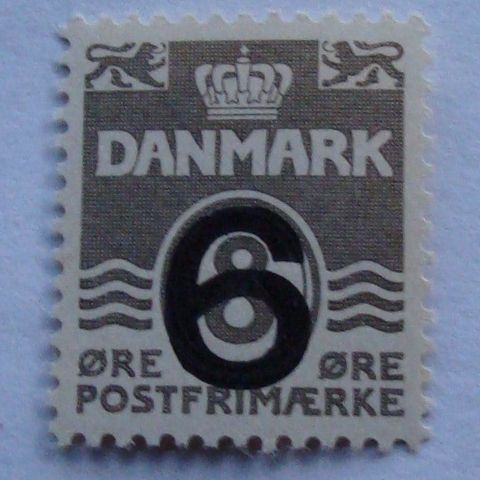 DANMARK
6
8
ØRE ØRE
POSTFRIMÆRKE